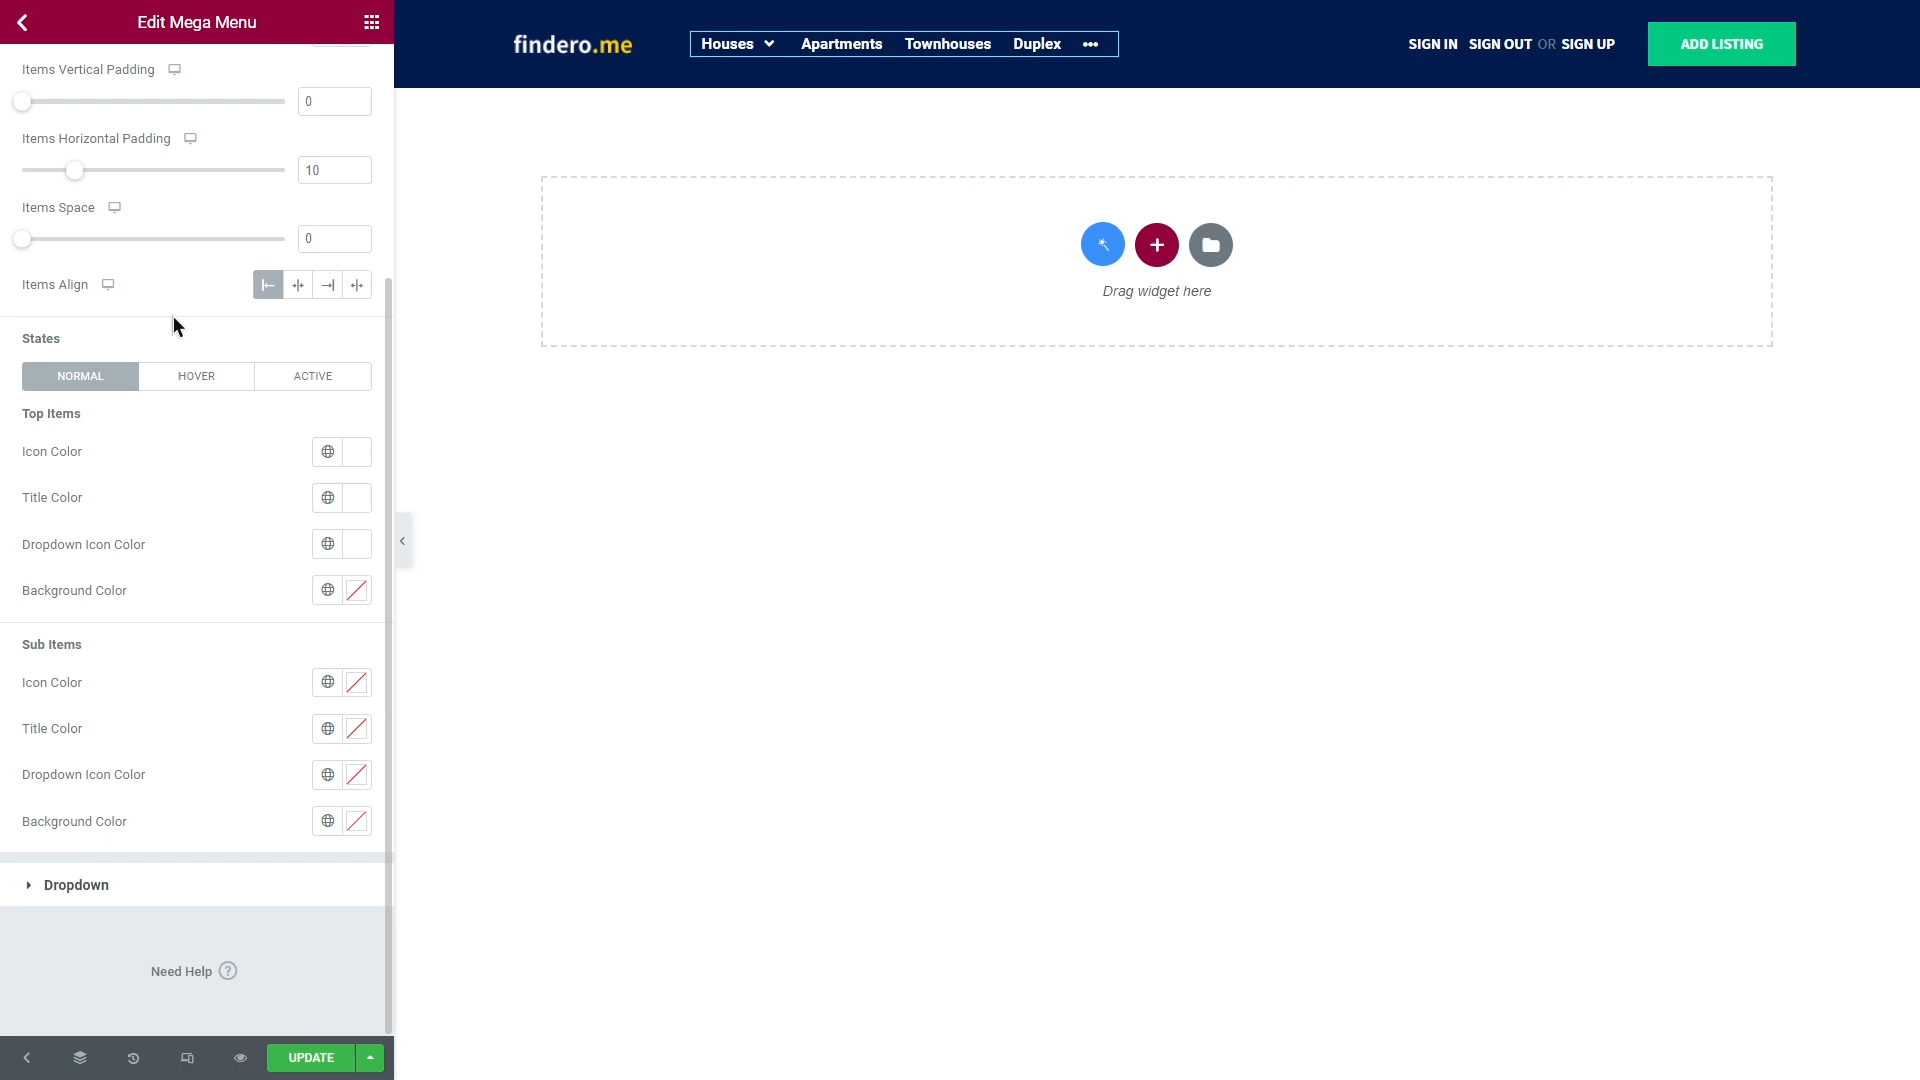 Edit Mega Menu
Items Vertical Padding
0
Items Horizontal Padding
10
Items Space
0
Items Align
States
NORMAL HOVER ACTIVE
Top Items
Icon Color
Title Color
Dropdown Icon Color
Background Color
Sub Items
Icon Color
Title Color
Dropdown Icon Color
Background Color
Dropdown
Need Help ?
UPDATE
findero.me Houses Apartments Townhouses Duplex ••• SIGN IN SIGN OUT OR SIGN UP ADD LISTING
Drag widget here